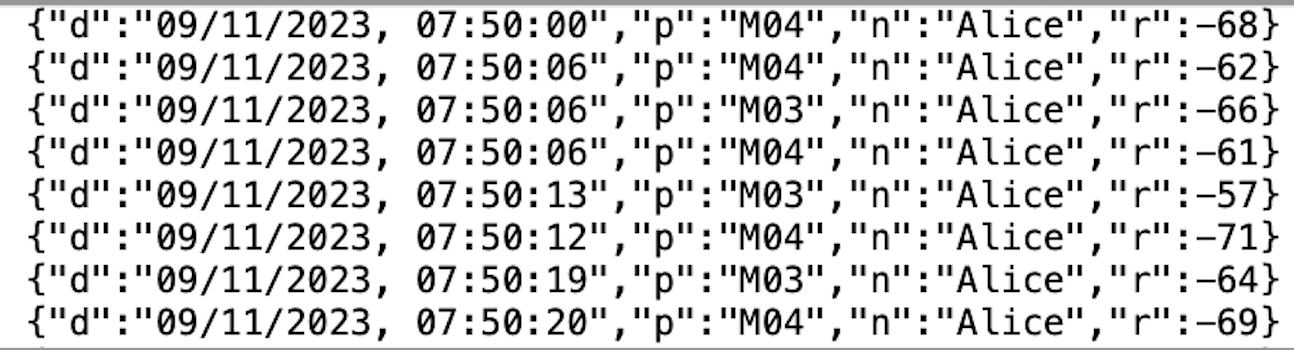 {"d":"09/11/2023, 07:50:00","p":"M04","n":"Alice","r":-68}
{"d":"09/11/2023, 07:50:06","p":"M04","n":"Alice","r":-62}
{"d":"09/11/2023, 07:50:06","p":"M03","n":"Alice","r":-66}
{"d":"09/11/2023, 07:50:06","p":"M04","n":"Alice","r":-61}
{"d":"09/11/2023, 07:50:13","p":"M03","n":"Alice","r":-57}
{"d":"09/11/2023, 07:50:12","p":"M04","n":"Alice","r":-71}
{"d":"09/11/2023, 07:50:19","p":"M03","n":"Alice","r":-64}
{"d":"09/11/2023, 07:50:20","p":"M04","n":"Alice","r":-69}